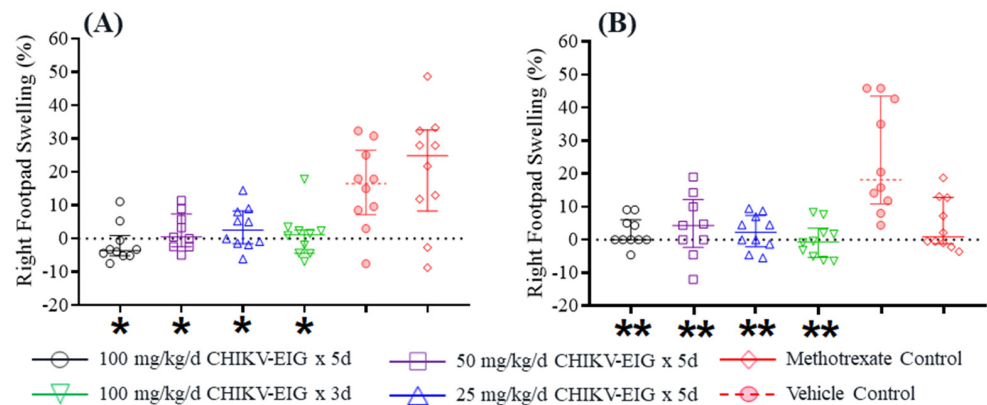 (A)
Right Footpad Swelling (%)
60
50
40
30
20
10
0
-10
-20
* * * *
(B)
Right Footpad Swelling (%)
60
50
40
30
20
10
0
-10
-20
** ** ** **
100 mg/kg/d CHIKV-EIG x 5d 50 mg/kg/d CHIKV-EIG x 5d Methotrexate Control
100 mg/kg/d CHIKV-EIG x 3d 25 mg/kg/d CHIKV-EIG x 5d Vehicle Control